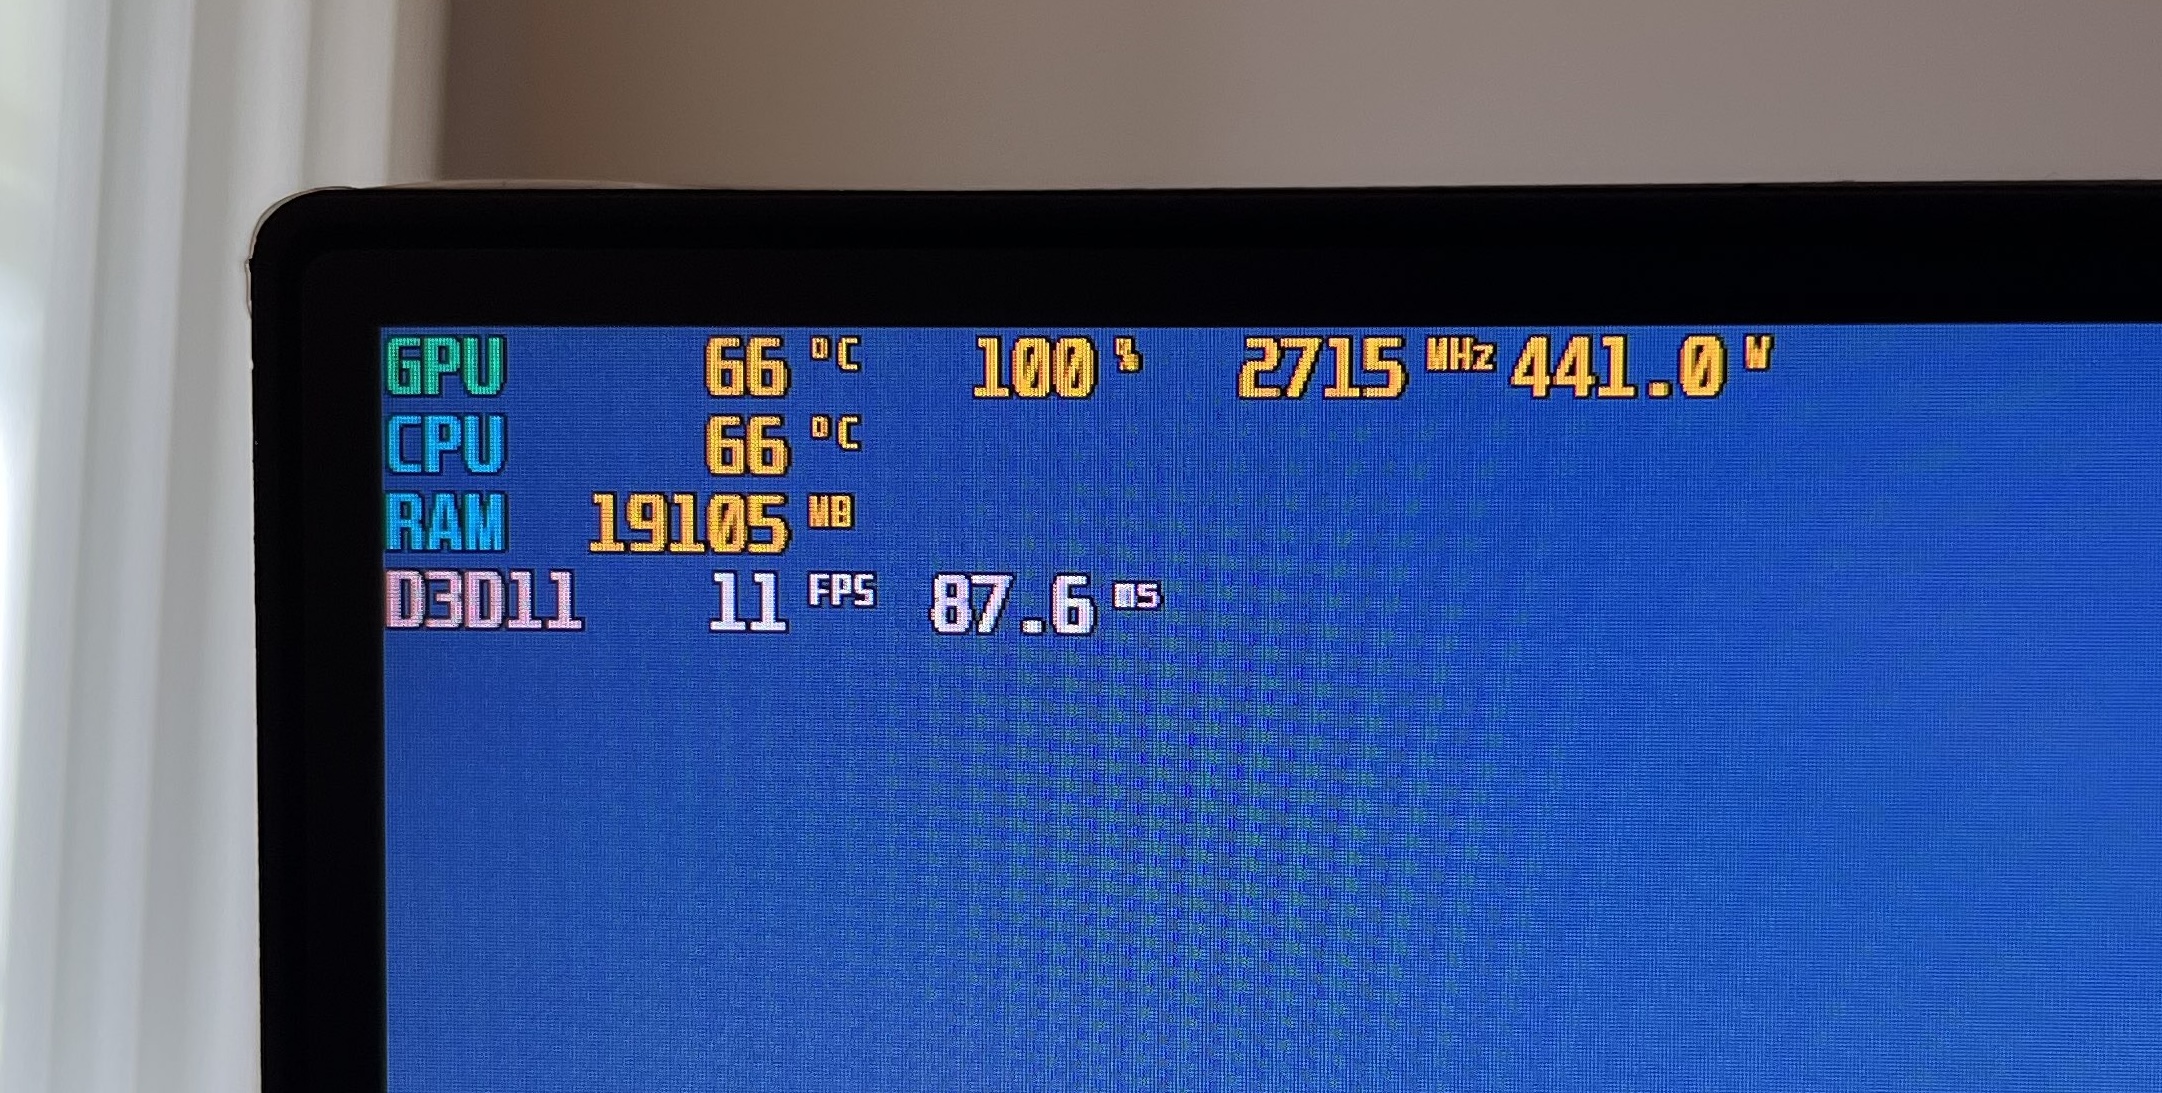 GPU 66 °C 100 % 2715 MHz 441.0 W
CPU 66 °C
RAM 19105 MB
D3D11 11 FPS 87.6 ms